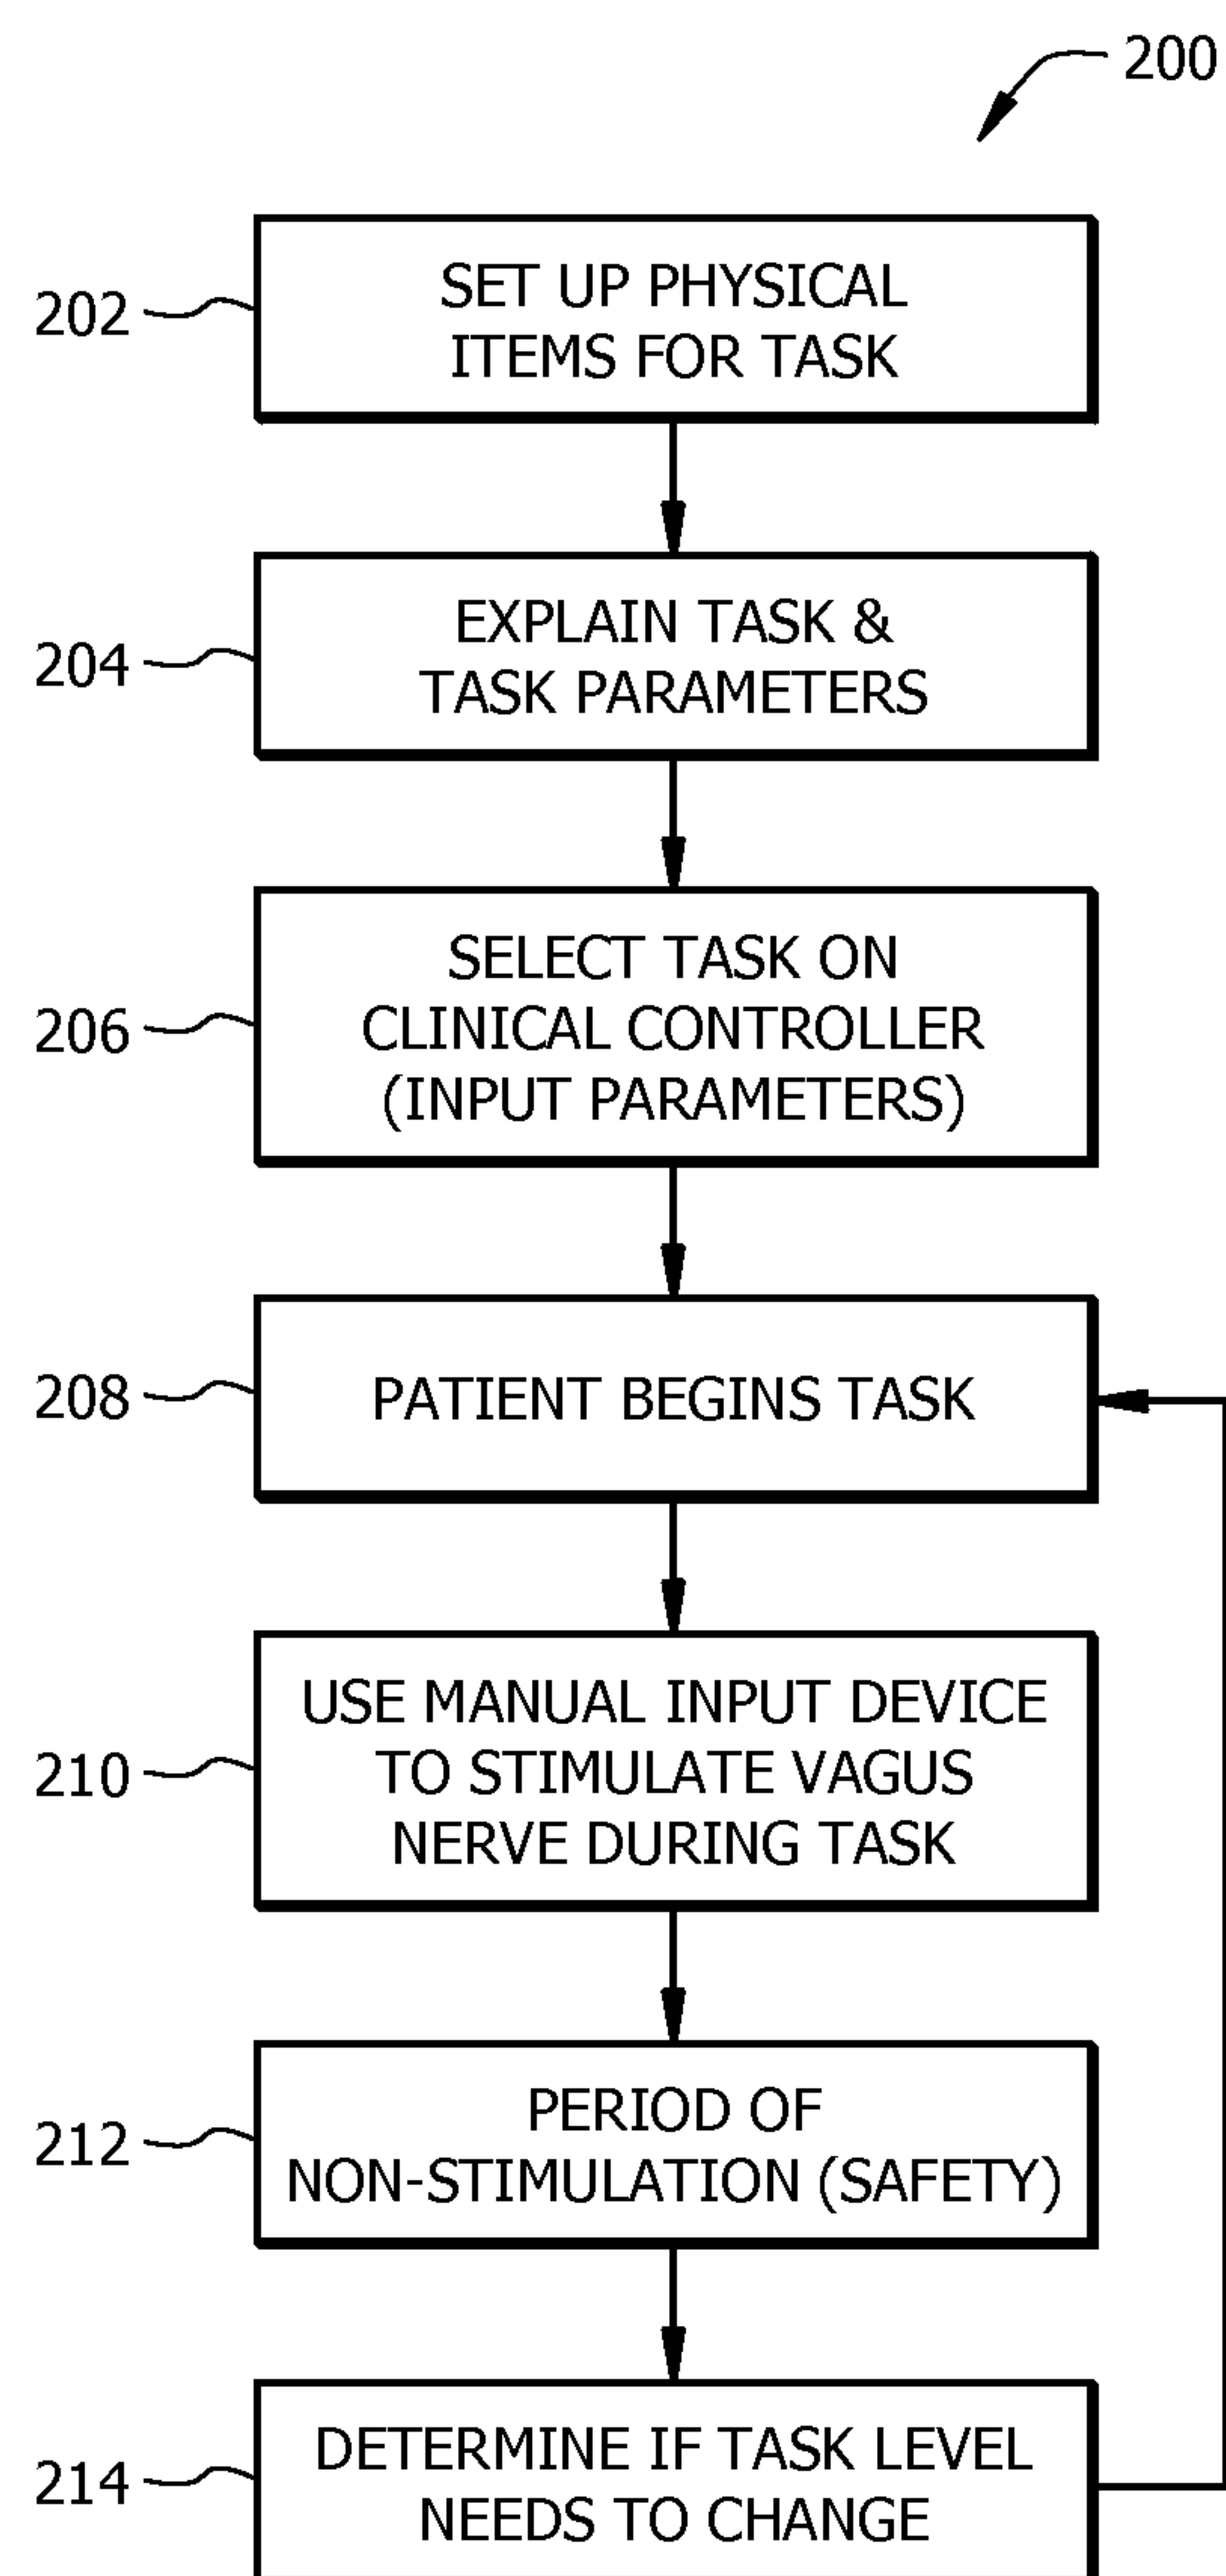 200
202
SET UP PHYSICAL
ITEMS FOR TASK
204
EXPLAIN TASK &
TASK PARAMETERS
206
SELECT TASK ON
CLINICAL CONTROLLER
(INPUT PARAMETERS)
208
PATIENT BEGINS TASK
210
USE MANUAL INPUT DEVICE
TO STIMULATE VAGUS
NERVE DURING TASK
212
PERIOD OF
NON-STIMULATION (SAFETY)
214
DETERMINE IF TASK LEVEL
NEEDS TO CHANGE